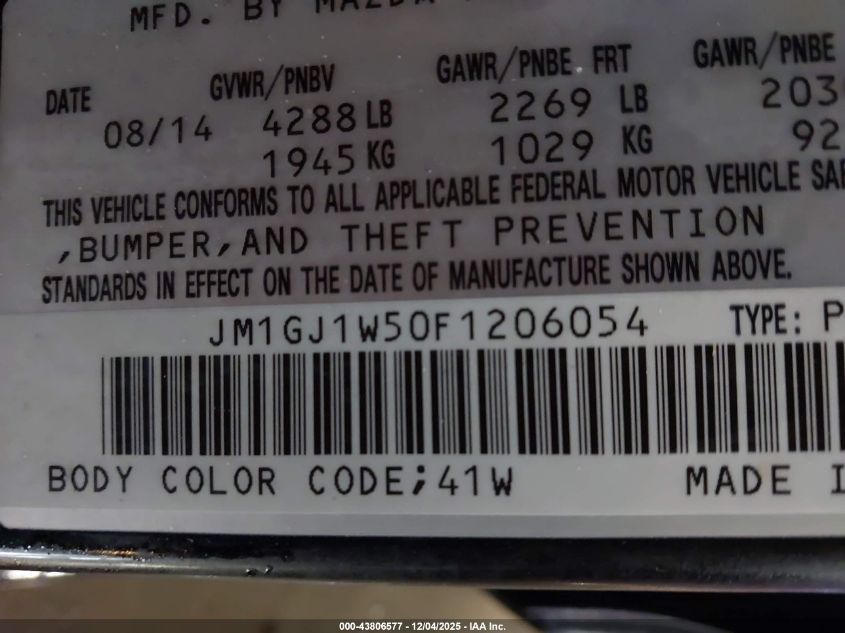 MFD. BY MAZDA
DATE GVWR/PNBV GAWR/PNBE FRT GAWR/PNBE
08/14 4288 LB 2269 LB
1945 KG 1029 KG
THIS VEHICLE CONFORMS TO ALL APPLICABLE FEDERAL MOTOR VEHICLE
,BUMPER,AND THEFT PREVENTION
STANDARDS IN EFFECT ON THE DATE OF MANUFACTURE SHOWN ABOVE.
JM1GJ1W50F1206054 TYPE: P
BODY COLOR CODE;41W MADE
000-43806577 - 12/04/2025 - IAA Inc.